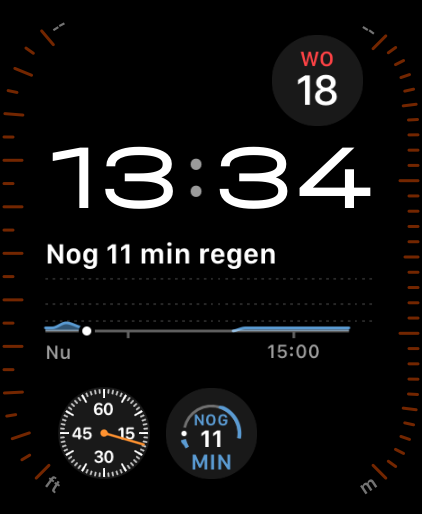 --
--
WO
18
13:34
Nog 11 min regen
Nu
15:00
60
45
15
30
NOG
11
MIN
ft
m